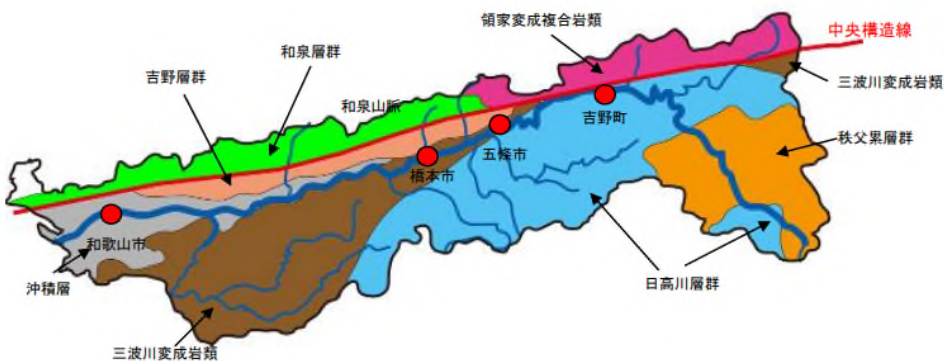 領家変成複合岩類
中央構造線
和泉層群
吉野層群
三波川変成岩類
和泉山脈
吉野町
秩父累層群
五條市
橋本市
和歌山市
日高川層群
沖積層
三波川変成岩類